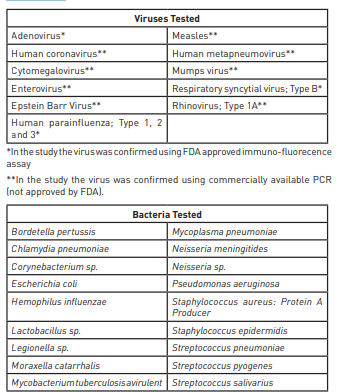 Viruses Tested
Adenovirus* Measles**
Human coronavirus** Human metapneumovirus**
Cytomegalovirus** Mumps virus**
Enterovirus** Respiratory syncytial virus; Type B*
Epstein Barr Virus** Rhinovirus; Type 1A**
Human parainfluenza; Type 1, 2
and 3*
*In the study the virus was confirmed using FDA approved immuno-fluorecence
assay
**In the study the virus was confirmed using commercially available PCR
(not approved by FDA).
Bacteria Tested
Bordetella pertussis Mycoplasma pneumoniae
Chlamydia pneumoniae Neisseria meningitides
Corynebacterium sp. Neisseria sp.
Escherichia coli Pseudomonas aeruginosa
Hemophilus influenzae Staphylococcus aureus: Protein A
Producer
Lactobacillus sp. Staphylococcus epidermidis
Legionella sp. Streptococcus pneumoniae
Moraxella catarrhalis Streptococcus pyogenes
Mycobacterium tuberculosis avirulent Streptococcus salivarius